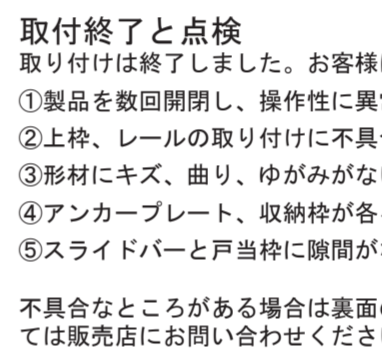 取付終了と点検
取り付けは終了しました。お客様
①製品を数回開閉し、操作性に異
②上枠、レールの取り付けに不具
③形材にキズ、曲り、ゆがみがな
④アンカープレート、収納枠が各
⑤スライドバーと戸当枠に隙間が
不具合なところがある場合は裏面
ては販売店にお問い合わせくださ